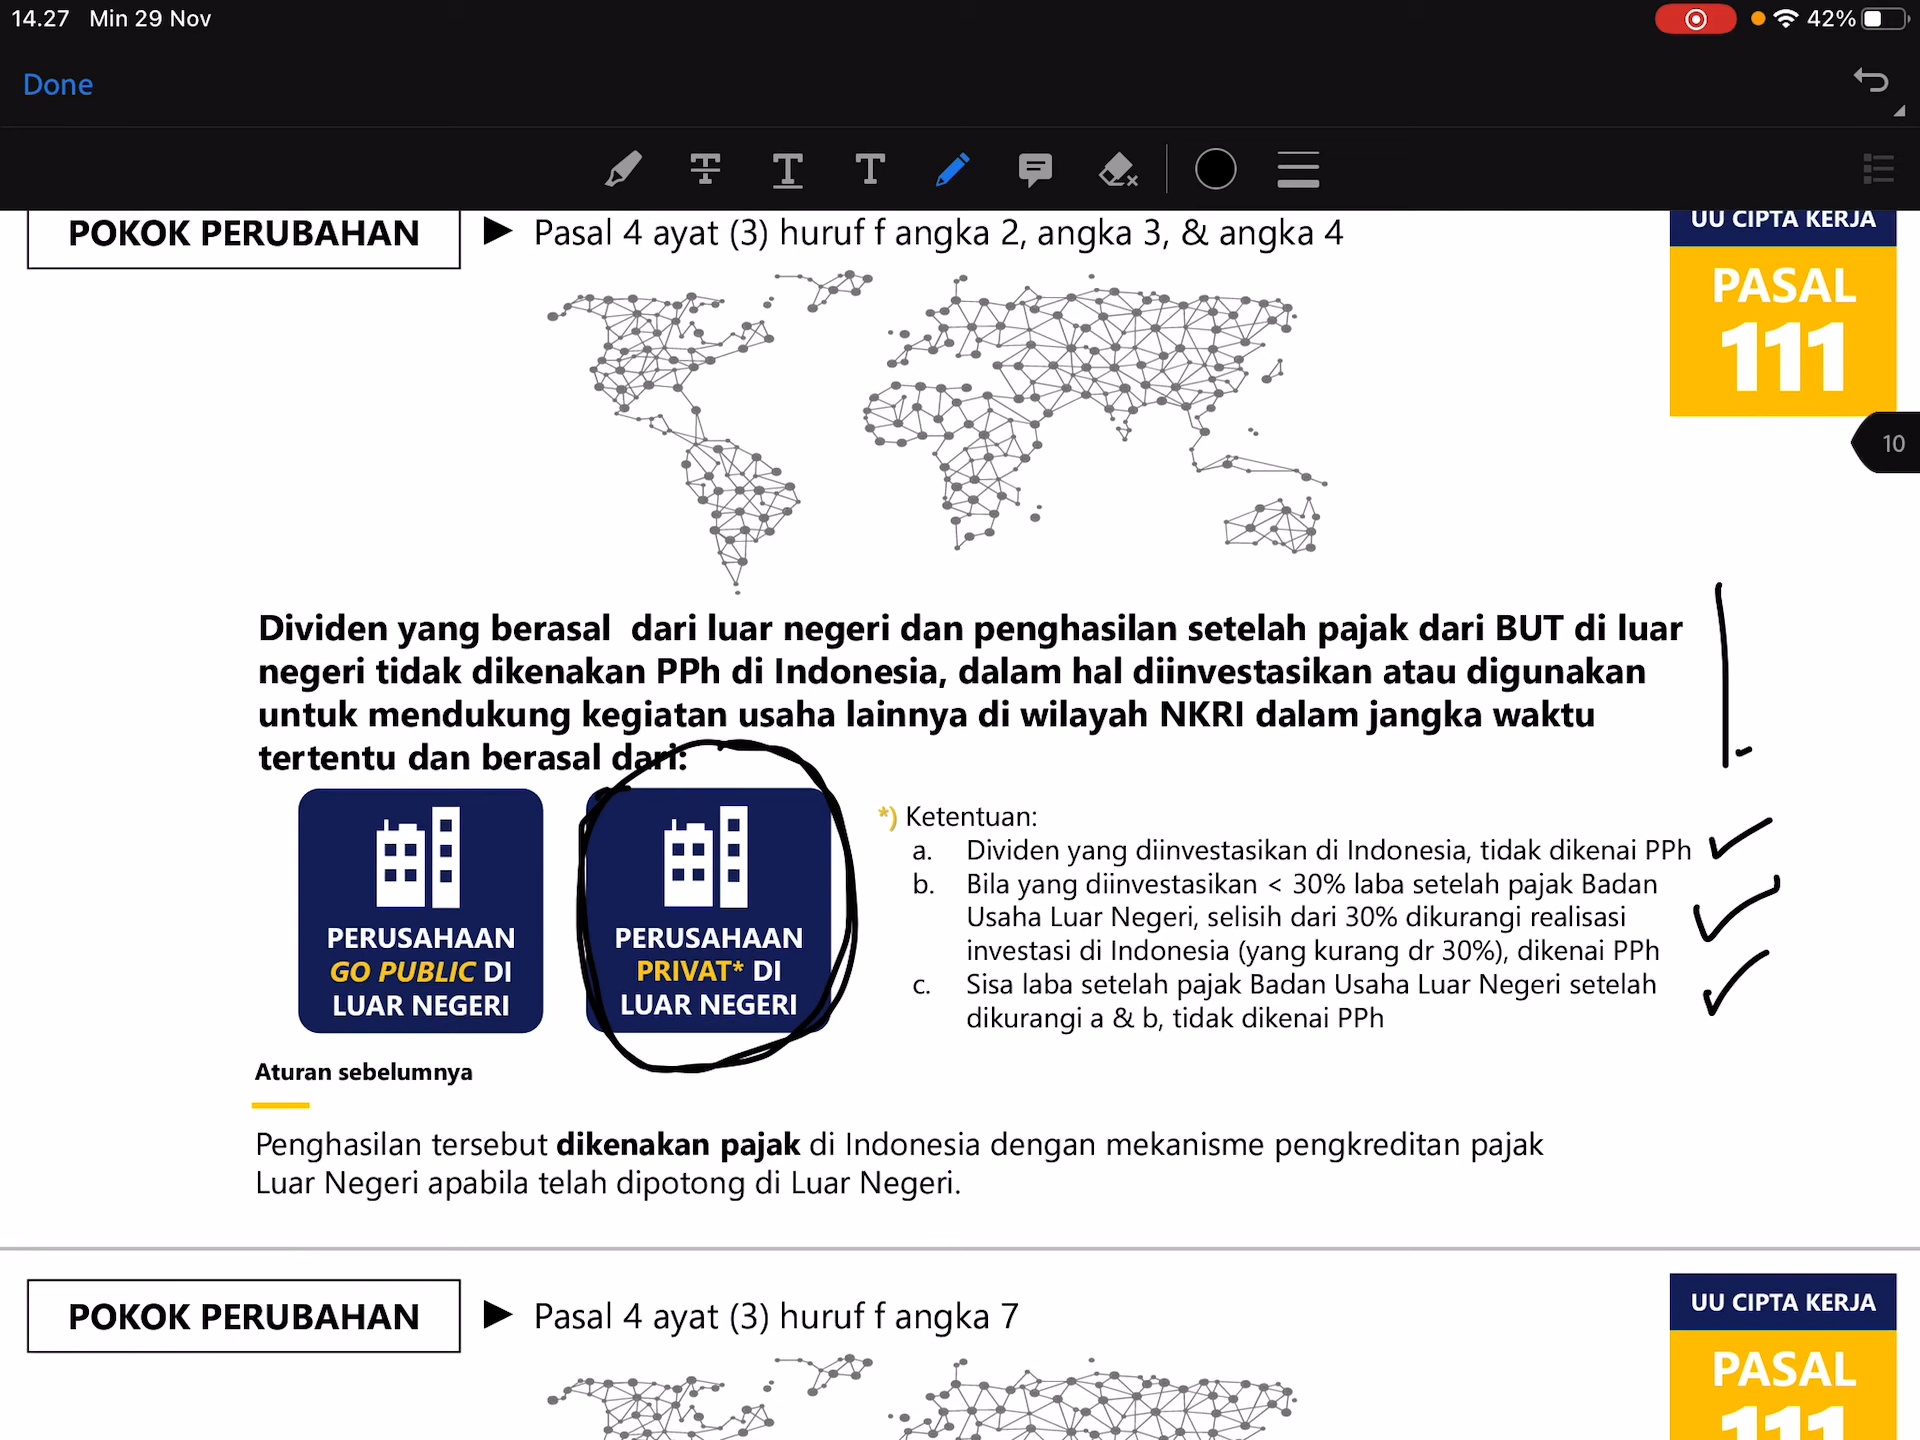 14.27 Min 29 Nov
42%
Done
POKOK PERUBAHAN
Pasal 4 ayat (3) huruf f angka 2, angka 3, & angka 4
UU CIPTA KERJA
PASAL
111
10
Dividen yang berasal dari luar negeri dan penghasilan setelah pajak dari BUT di luar
negeri tidak dikenakan PPh di Indonesia, dalam hal diinvestasikan atau digunakan
untuk mendukung kegiatan usaha lainnya di wilayah NKRI dalam jangka waktu
tertentu dan berasal dari:
PERUSAHAAN
GO PUBLIC DI
LUAR NEGERI
PERUSAHAAN
PRIVAT* DI
LUAR NEGERI
*) Ketentuan:
a. Dividen yang diinvestasikan di Indonesia, tidak dikenai PPh
b. Bila yang diinvestasikan < 30% laba setelah pajak Badan
Usaha Luar Negeri, selisih dari 30% dikurangi realisasi
investasi di Indonesia (yang kurang dr 30%), dikenai PPh
c. Sisa laba setelah pajak Badan Usaha Luar Negeri setelah
dikurangi a & b, tidak dikenai PPh
Aturan sebelumnya
Penghasilan tersebut dikenakan pajak di Indonesia dengan mekanisme pengkreditan pajak
Luar Negeri apabila telah dipotong di Luar Negeri.
POKOK PERUBAHAN
Pasal 4 ayat (3) huruf f angka 7
UU CIPTA KERJA
PASAL
111